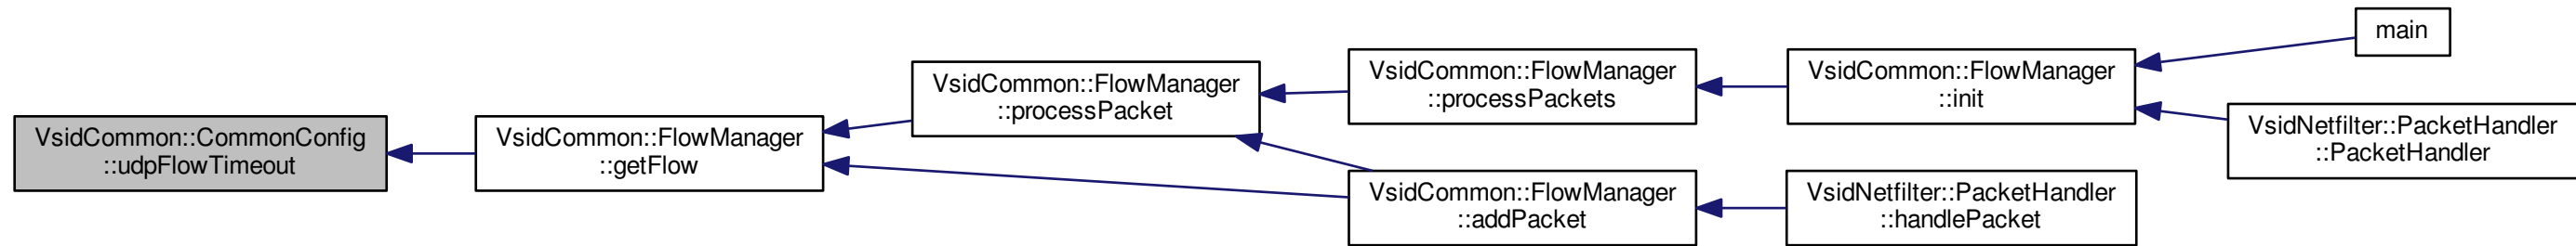 VsidCommon::CommonConfig
::udpFlowTimeout
VsidCommon::FlowManager
::getFlow
VsidCommon::FlowManager
::processPacket
VsidCommon::FlowManager
::processPackets
VsidCommon::FlowManager
::init
main
VsidNetfilter::PacketHandler
::PacketHandler
VsidCommon::FlowManager
::addPacket
VsidNetfilter::PacketHandler
::handlePacket